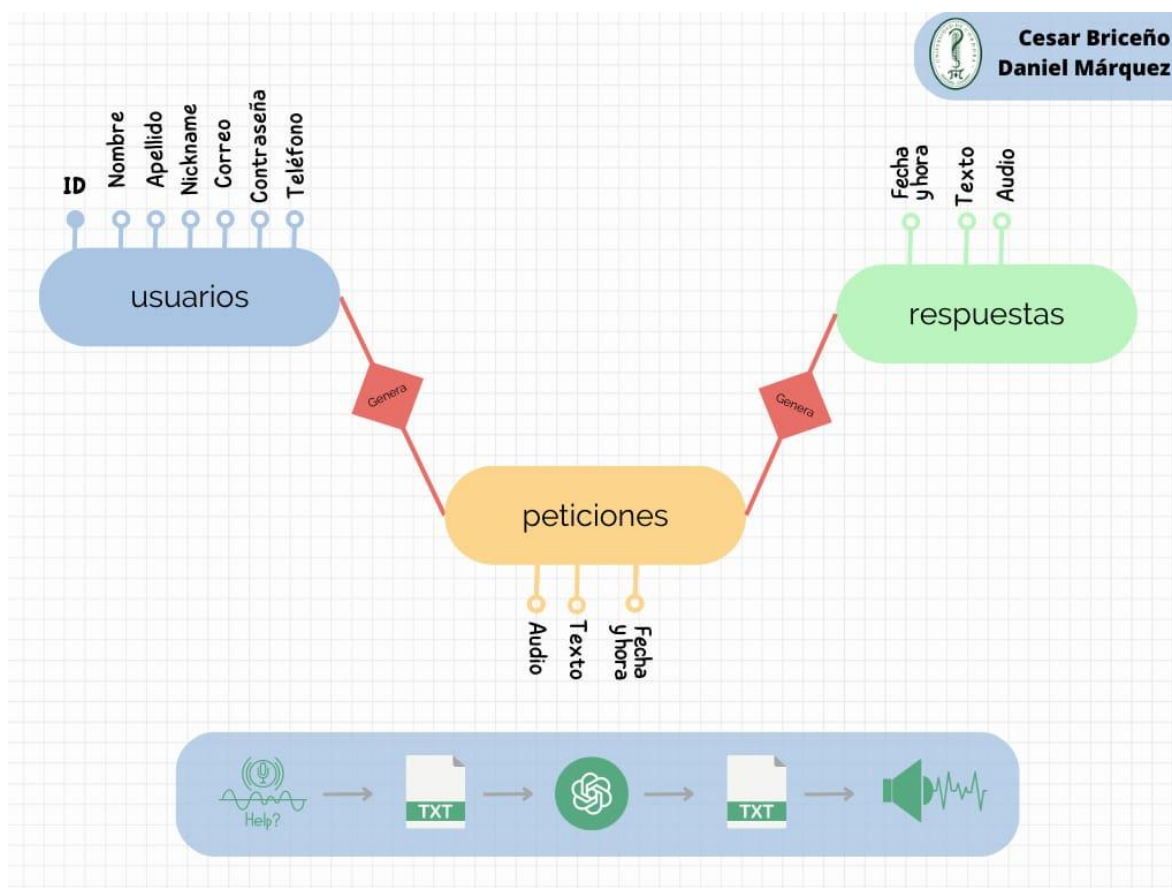 Cesar Briceño
Daniel Márquez
ID
Nombre
Apellido
Nickname
Correo
Contraseña
Teléfono
Fecha
y hora
Texto
Audio
usuarios
respuestas
Genera
Genera
peticiones
Audio
Texto
Fecha
y hora
Help?
TXT
TXT